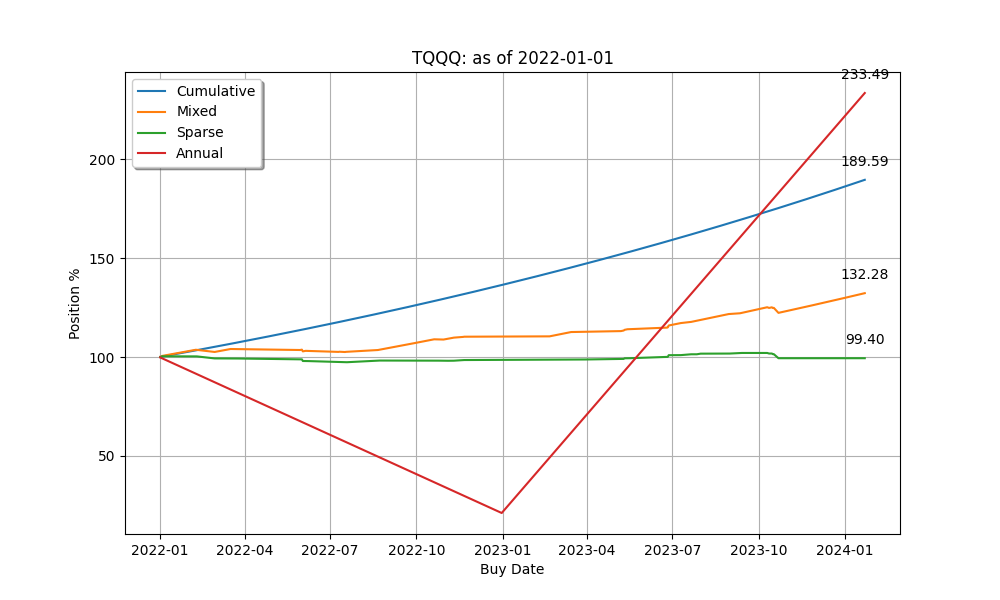 TQQQ: as of 2022-01-01
Cumulative
Mixed
Sparse
Annual
233.49
189.59
132.28
99.40
200
150
100
50
Position %
2022-01 2022-04 2022-07 2022-10 2023-01 2023-04 2023-07 2023-10 2024-01
Buy Date